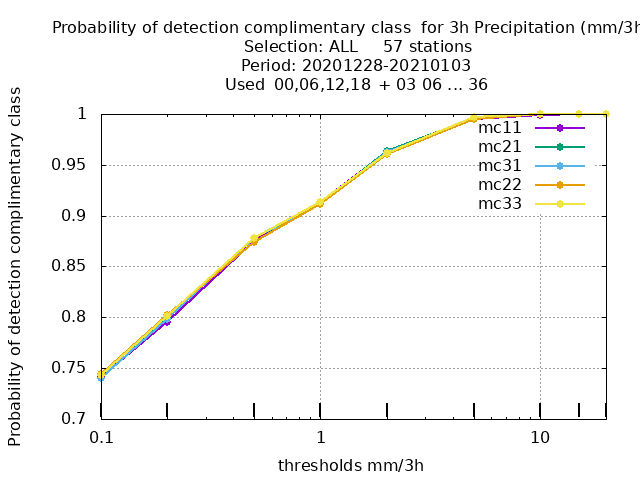 Probability of detection complimentary class  for 3h Precipitation (mm/3h
Selection: ALL     57 stations
Period: 20201228-20210103
Used  00,06,12,18  + 03 06 ... 36
Probability of detection complimentary class
1
0.95
0.9
0.85
0.8
0.75
0.7
mc11
mc21
mc31
mc22
mc33
0.1 1 10
thresholds mm/3h